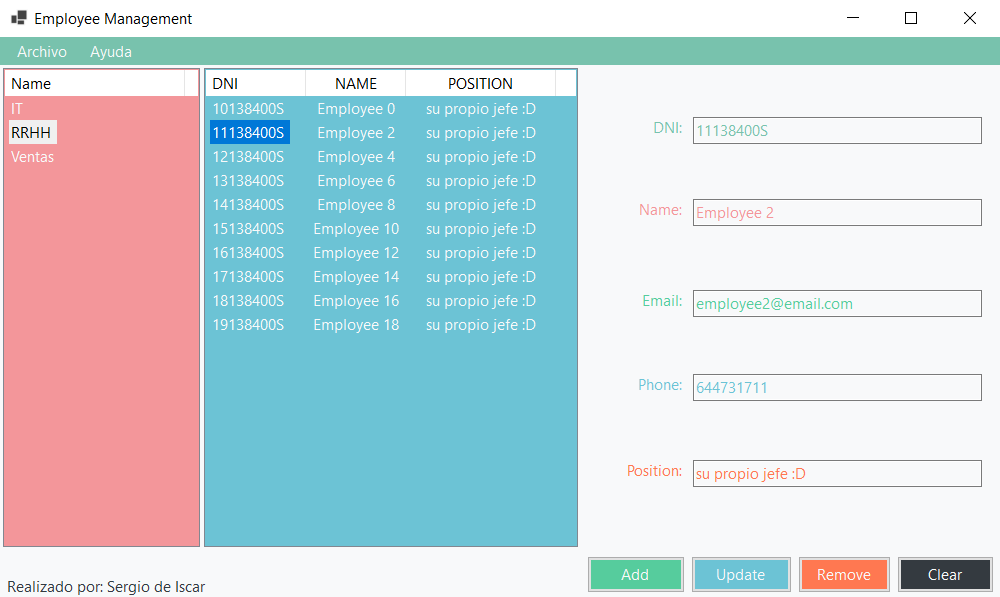 Employee Management
Archivo Ayuda
Name
IT
RRHH
Ventas
DNI NAME POSITION
10138400S Employee 0 su propio jefe :D
11138400S Employee 2 su propio jefe :D
12138400S Employee 4 su propio jefe :D
13138400S Employee 6 su propio jefe :D
14138400S Employee 8 su propio jefe :D
15138400S Employee 10 su propio jefe :D
16138400S Employee 12 su propio jefe :D
17138400S Employee 14 su propio jefe :D
18138400S Employee 16 su propio jefe :D
19138400S Employee 18 su propio jefe :D
DNI: 11138400S
Name: Employee 2
Email: employee2@email.com
Phone: 644731711
Position: su propio jefe :D
Add Update Remove Clear
Realizado por: Sergio de Iscar